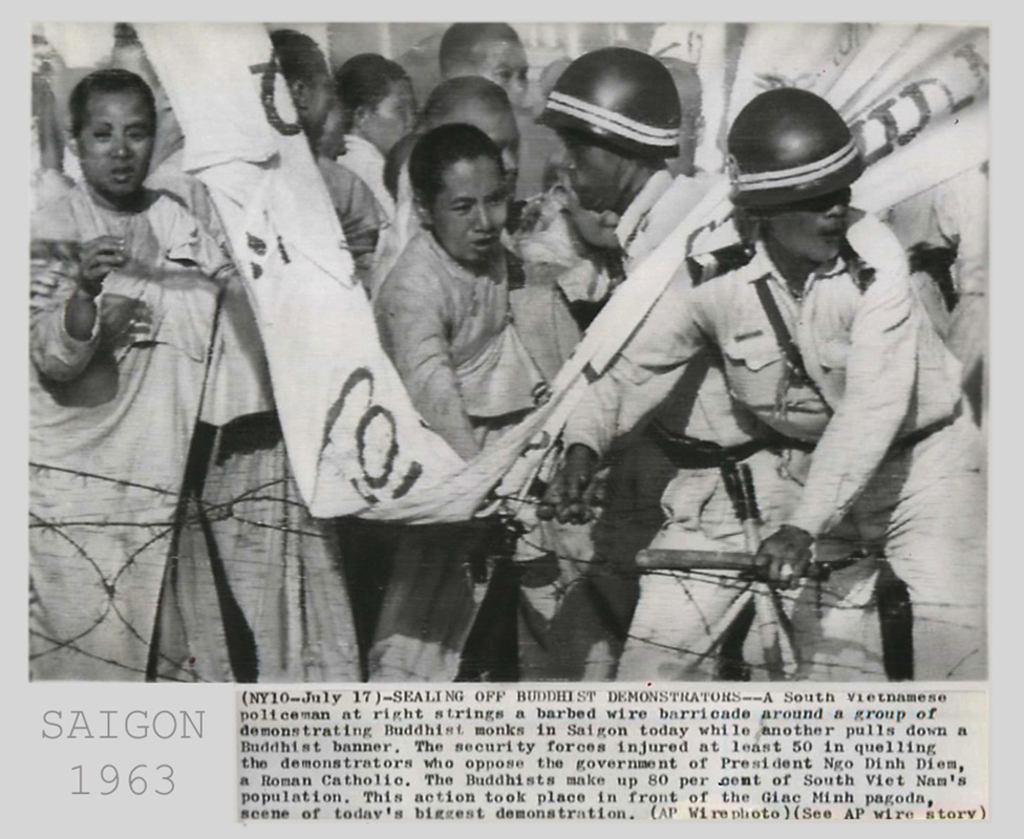 (NY10-July 17)-SEALING OFF BUDDHIST DEMONSTRATORS--A South Vietnamese
policeman at right strings a barbed wire barricade around a group of
demonstrating Buddhist monks in Saigon today while another pulls down a
Buddhist banner. The security forces injured at least 50 in quelling
the demonstrators who oppose the government of President Ngo Dinh Diem,
a Roman Catholic. The Buddhists make up 80 per cent of South Viet Nam's
population. This action took place in front of the Giac Minh pagoda,
scene of today's biggest demonstration. (AP Wirephoto)(See AP wire story)
SAIGON
1963